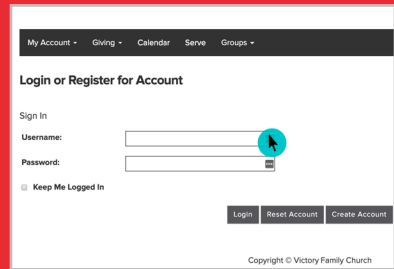 My Account Giving Calendar Serve Groups
Login or Register for Account
Sign In
Username:
Password:
Keep Me Logged In
Login Reset Account Create Account
Copyright © Victory Family Church